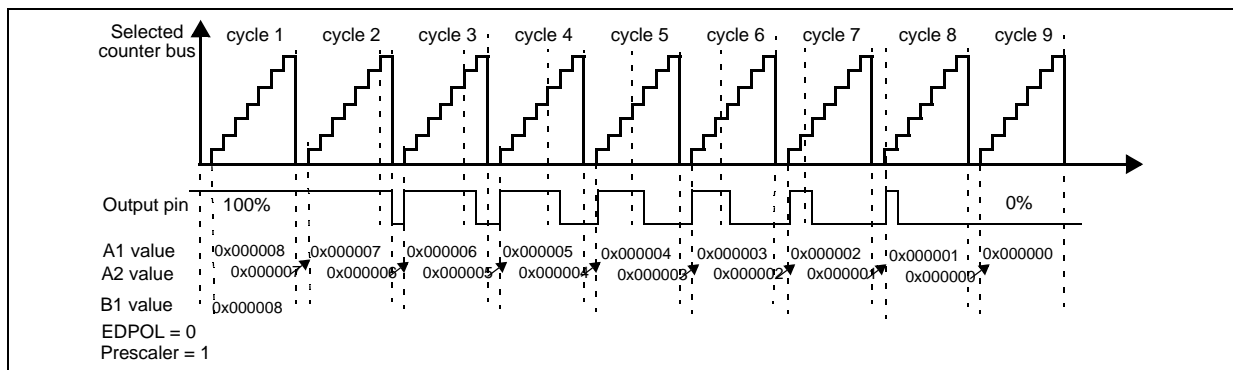 Selected counter bus
cycle 1 cycle 2 cycle 3 cycle 4 cycle 5 cycle 6 cycle 7 cycle 8 cycle 9
Output pin 100% 0%
A1 value 0x000008 0x000007 0x000006 0x000005 0x000004 0x000003 0x000002 0x000001 0x000000
A2 value 0x000007 0x000006 0x000005 0x000004 0x000003 0x000002 0x000001 0x000000
B1 value 0x000008
EDPOL = 0
Prescaler = 1